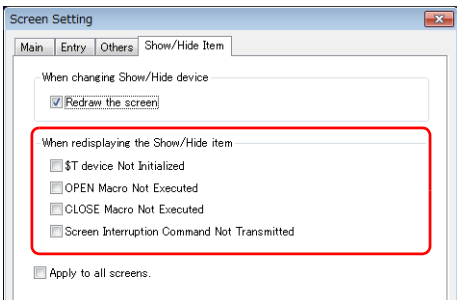 Screen Setting
Main Entry Others Show/Hide Item
When changing Show/Hide device
Redraw the screen
When redisplaying the Show/Hide item
$T device Not Initialized
OPEN Macro Not Executed
CLOSE Macro Not Executed
Screen Interruption Command Not Transmitted
Apply to all screens.